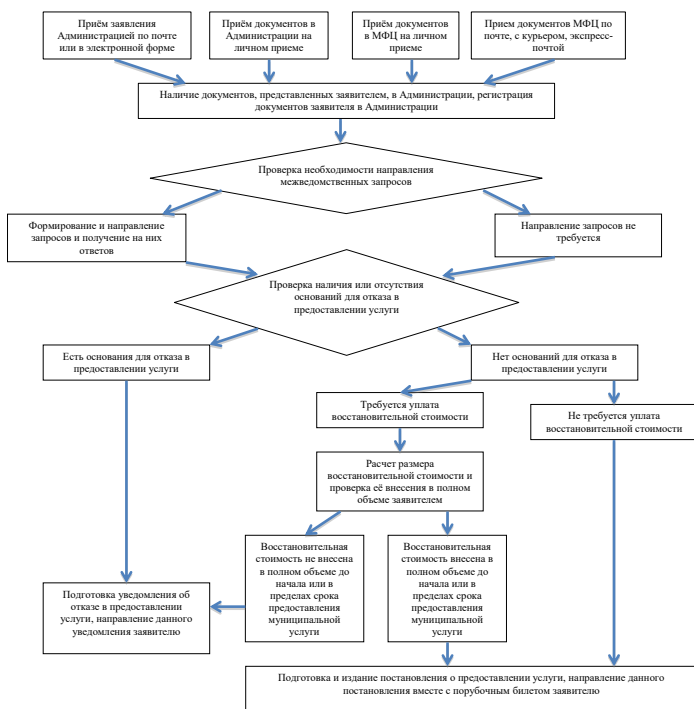 Приём заявления
Администрацией по почте
или в электронной форме
Приём документов в
Администрации на
личном приеме
Приём документов
в МФЦ на личном
приеме
Прием документов МФЦ по
почте, с курьером, экспресс-
почтой
Наличие документов, представленных заявителем, в Администрации, регистрация
документов заявителя в Администрации
Проверка необходимости направления
межведомственных запросов
Формирование и направление
запросов и получение на них
ответов
Направление запросов не
требуется
Проверка наличия или отсутствия
оснований для отказа в
предоставлении услуги
Есть основания для отказа в
предоставлении услуги
Нет оснований для отказа в
предоставлении услуги
Требуется уплата
восстановительной стоимости
Не требуется уплата
восстановительной стоимости
Расчет размера
восстановительной стоимости и
проверка её внесения в полном
объеме заявителем
Восстановительная
стоимость не внесена
в полном объеме до
начала или в
пределах срока
предоставления
муниципальной
услуги
Восстановительная
стоимость внесена в
полном объеме до
начала или в
пределах срока
предоставления
муниципальной
услуги
Подготовка уведомления об
отказе в предоставлении
услуги, направление данного
уведомления заявителю
Подготовка и издание постановления о предоставлении услуги, направление данного
постановления вместе с порубочным билетом заявителю